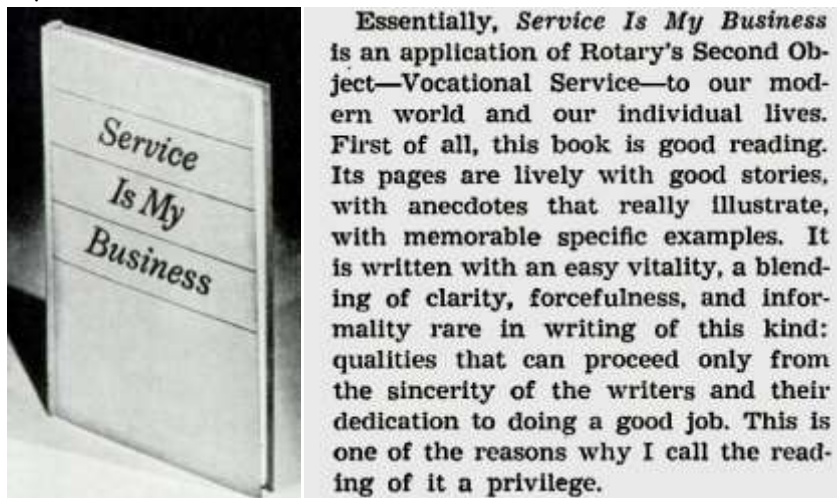 Service
Is My
Business
Essentially, Service Is My Business
is an application of Rotary's Second Ob-
ject—Vocational Service—to our mod-
ern world and our individual lives.
First of all, this book is good reading.
Its pages are lively with good stories,
with anecdotes that really illustrate,
with memorable specific examples. It
is written with an easy vitality, a blend-
ing of clarity, forcefulness, and infor-
mality rare in writing of this kind:
qualities that can proceed only from
the sincerity of the writers and their
dedication to doing a good job. This is
one of the reasons why I call the read-
ing of it a privilege.